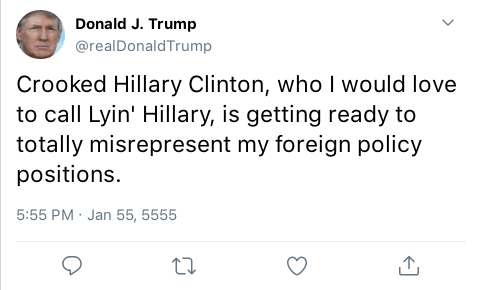 Donald J. Trump
@realDonaldTrump
Crooked Hillary Clinton, who I would love
to call Lyin' Hillary, is getting ready to
totally misrepresent my foreign policy
positions.
5:55 PM · Jan 55, 5555